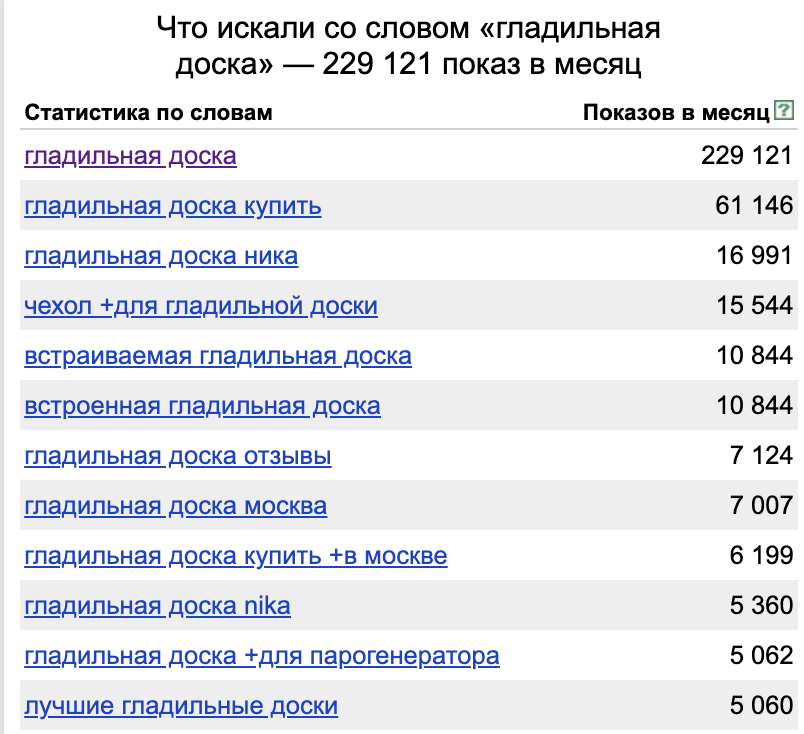 Что искали со словом «гладильная
доска» — 229 121 показ в месяц
Статистика по словам Показов в месяц ?
гладильная доска 229 121
гладильная доска купить 61 146
гладильная доска ника 16 991
чехол +для гладильной доски 15 544
встраиваемая гладильная доска 10 844
встроенная гладильная доска 10 844
гладильная доска отзывы 7 124
гладильная доска москва 7 007
гладильная доска купить +в москве 6 199
гладильная доска nika 5 360
гладильная доска +для парогенератора 5 062
лучшие гладильные доски 5 060